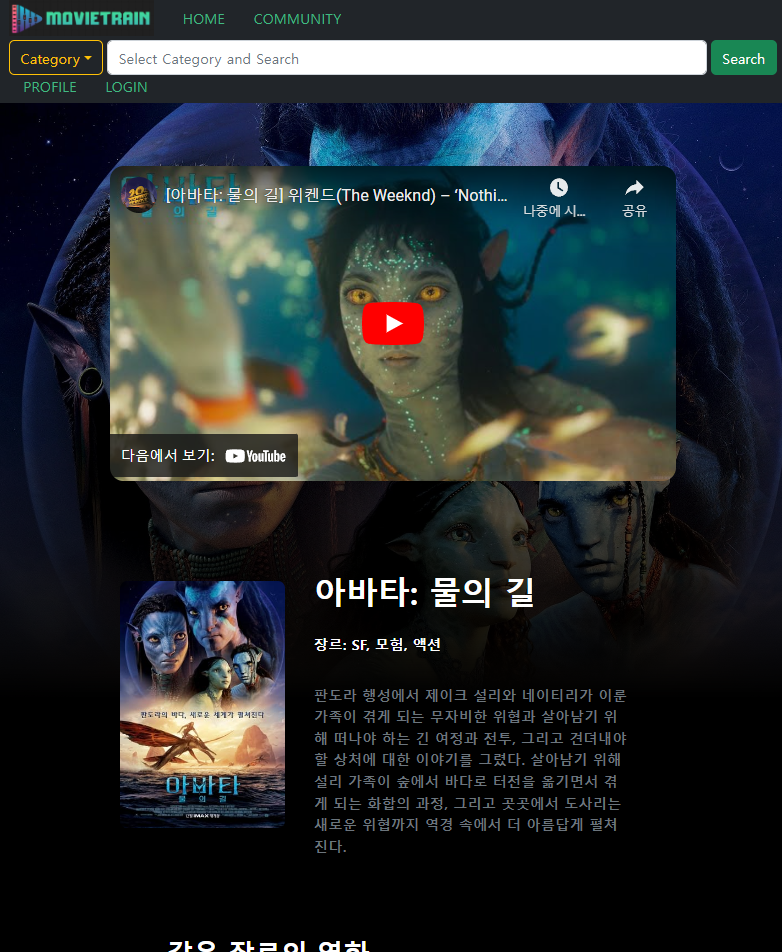 MOVIETRAIN HOME COMMUNITY
Category Select Category and Search Search
PROFILE LOGIN
[아바타: 물의 길] 위켄드(The Weeknd) – ‘Nothi...
나중에 시... 공유
다음에서 보기: YouTube
아바타: 물의 길
장르: SF, 모험, 액션
판도라 행성에서 제이크 설리와 네이티리가 이룬
가족이 겪게 되는 무자비한 위협과 살아남기 위
해 떠나야 하는 긴 여정과 전투, 그리고 견뎌내야
할 상처에 대한 이야기를 그렸다. 살아남기 위해
설리 가족이 숲에서 바다로 터전을 옮기면서 겪
게 되는 화합의 과정, 그리고 곳곳에서 도사리는
새로운 위협까지 역경 속에서 더 아름답게 펼쳐
진다.
판도라의 바다, 새로운 세계가 펼쳐진다
아바타
물의 길
같은 장르의 영화